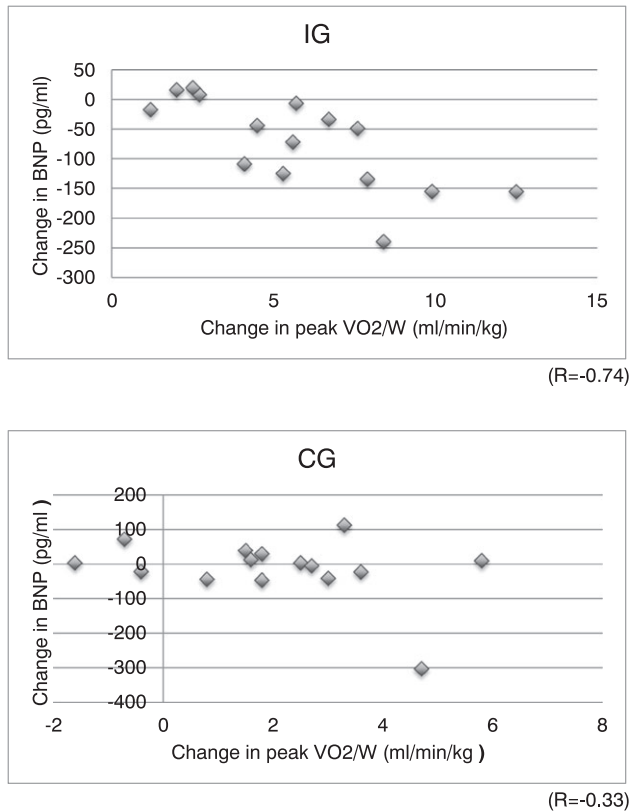 IG
50
0
-50
-100
-150
-200
-250
-300
Change in BNP (pg/ml)
0 5 10 15
Change in peak VO2/W (ml/min/kg)
(R=-0.74)
CG
200
100
0
-100
-200
-300
-400
Change in BNP (pg/ml )
-2 0 2 4 6 8
Change in peak VO2/W (ml/min/kg )
(R=-0.33)